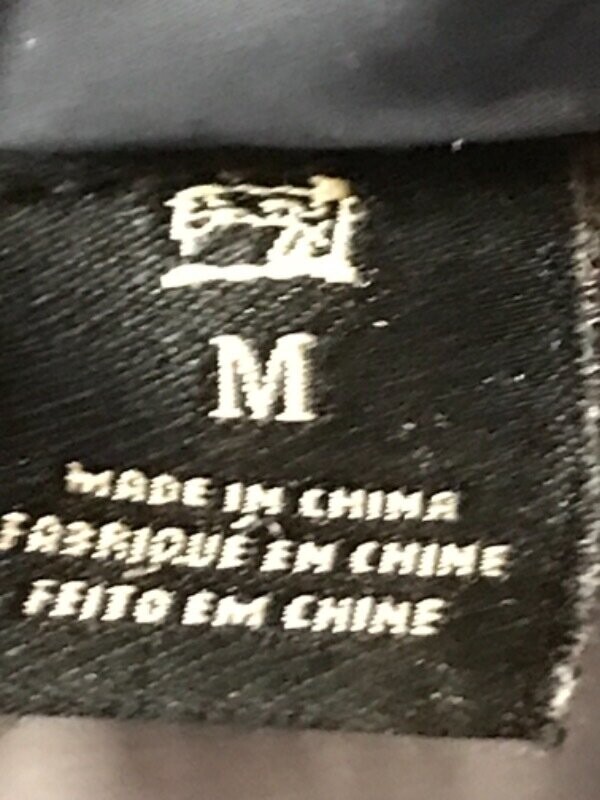 M
MADE IN CHINA
FABRIQUÉ EN CHINE
FEITO EM CHINE